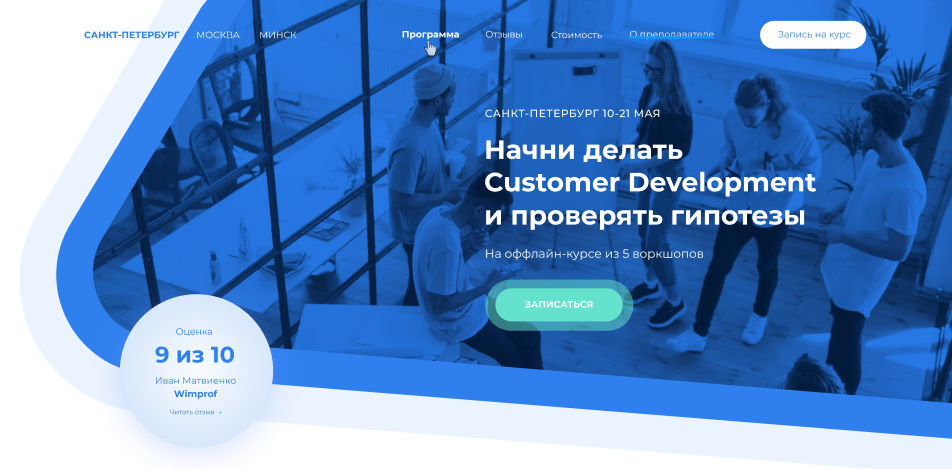 САНКТ-ПЕТЕРБУРГ МОСКВА МИНСК Программа Отзывы Стоимость О преподавателе Запись на курс
САНКТ-ПЕТЕРБУРГ 10-21 МАЯ
Начни делать
Customer Development
и проверять гипотезы
На оффлайн-курсе из 5 воркшопов
ЗАПИСАТЬСЯ
Оценка
9 из 10
Иван Матвиенко
Wimprof
Читать отзыв →